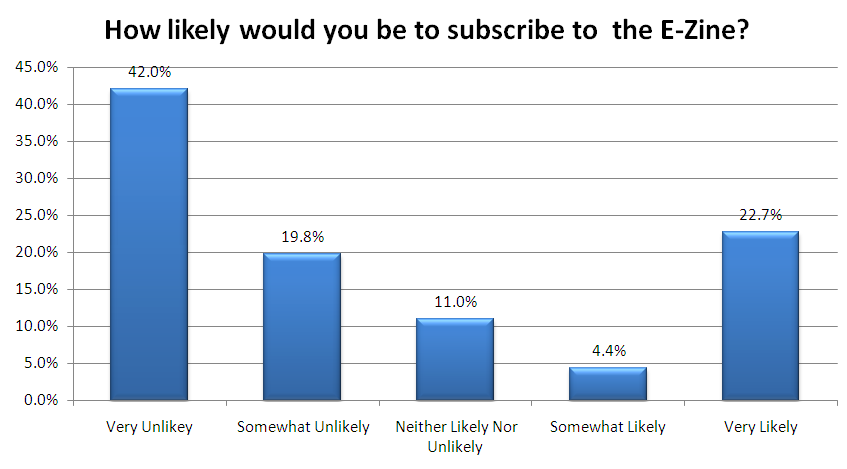 How likely would you be to subscribe to  the E-Zine?
45.0%
40.0%
35.0%
30.0%
25.0%
20.0%
15.0%
10.0%
5.0%
0.0%
42.0%
19.8%
11.0%
4.4%
22.7%
Very Unlikey
Somewhat Unlikely
Neither Likely Nor
Unlikely
Somewhat Likely
Very Likely